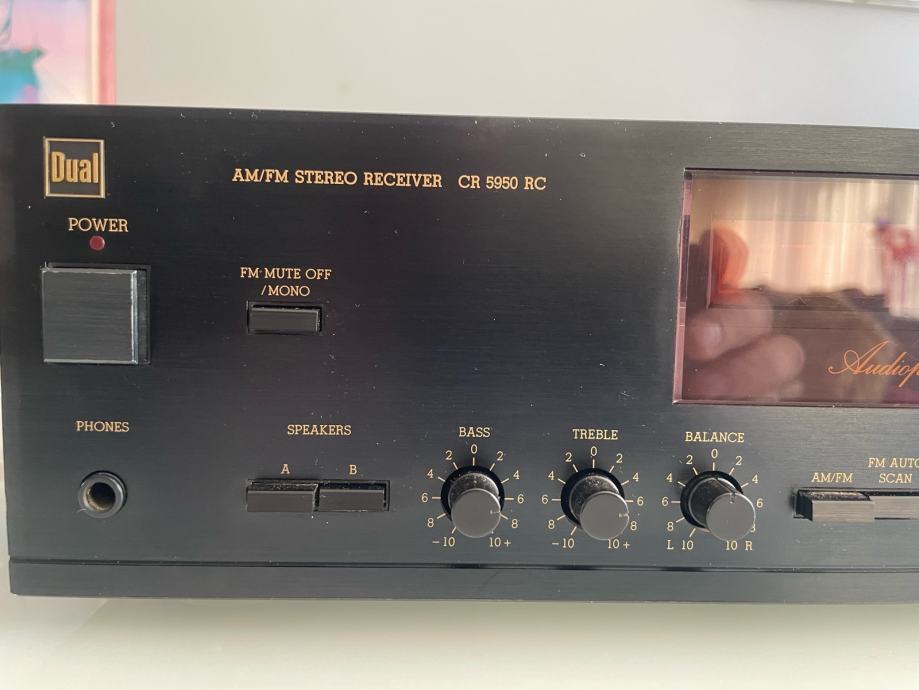 Dual
AM/FM STEREO RECEIVER CR 5950 RC
POWER
FM MUTE OFF
/MONO
PHONES
SPEAKERS
A B
BASS
0
2 2
4 4
6 6
8 8
- 10 10 +
TREBLE
0
2 2
4 4
6 6
8 8
- 10 10 +
BALANCE
0
2 2
4 4
6 6
8 8
L 10 10 R
AM/FM
FM AUTO
SCAN